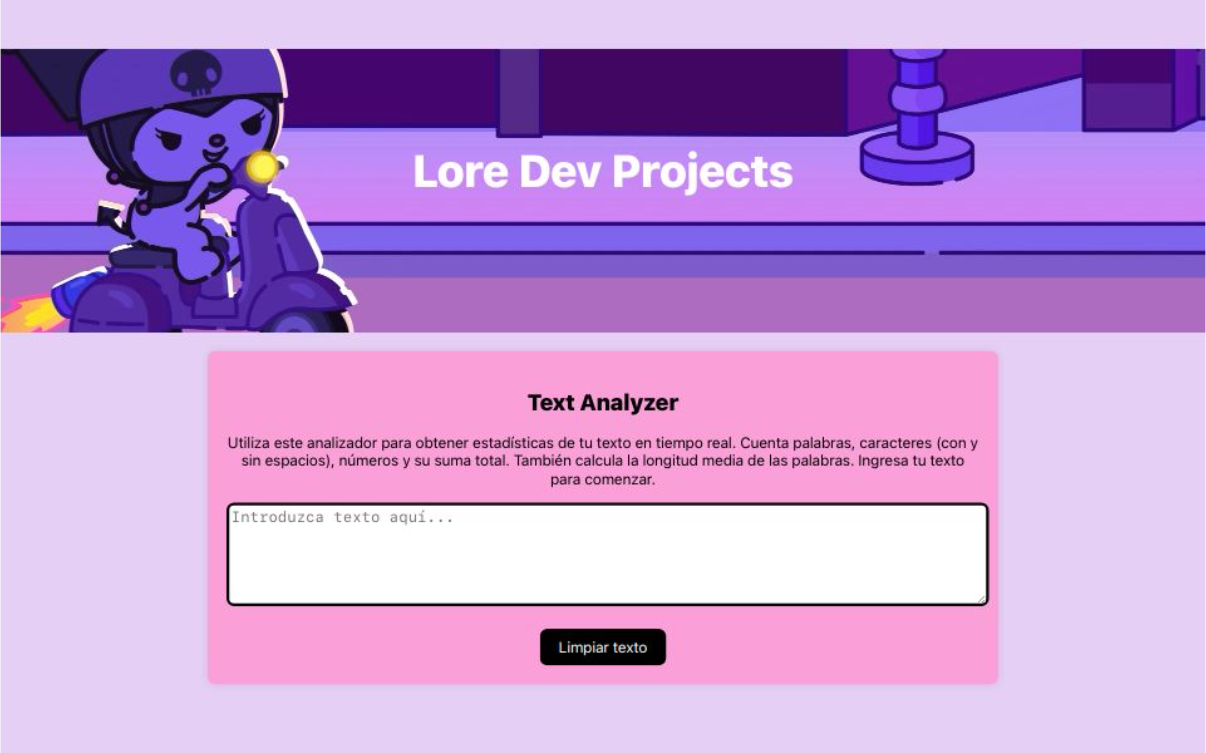 Lore Dev Projects
Text Analyzer
Utiliza este analizador para obtener estadísticas de tu texto en tiempo real. Cuenta palabras, caracteres (con y
sin espacios), números y su suma total. También calcula la longitud media de las palabras. Ingresa tu texto
para comenzar.
Introduzca texto aquí...
Limpiar texto